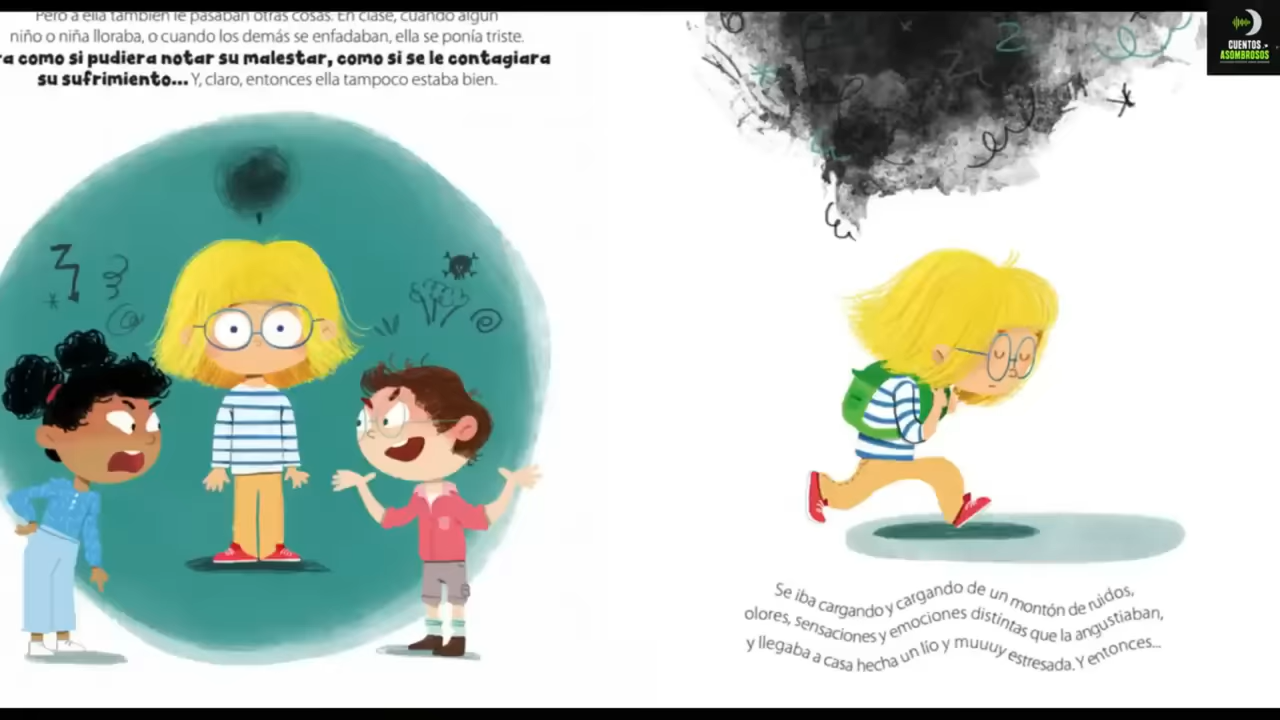 Pero a ella también le pasaban otras cosas. En clase, cuando algún
niño o niña lloraba, o cuando los demás se enfadaban, ella se ponía triste.
ra como si pudiera notar su malestar, como si se le contagiara
su sufrimiento... Y, claro, entonces ella tampoco estaba bien.
Se iba cargando y cargando de un montón de ruidos,
olores, sensaciones y emociones distintas que la angustiaban,
y llegaba a casa hecha un lío y muuuy estresada. Y entonces...
CUENTOS
ASOMBROSOS